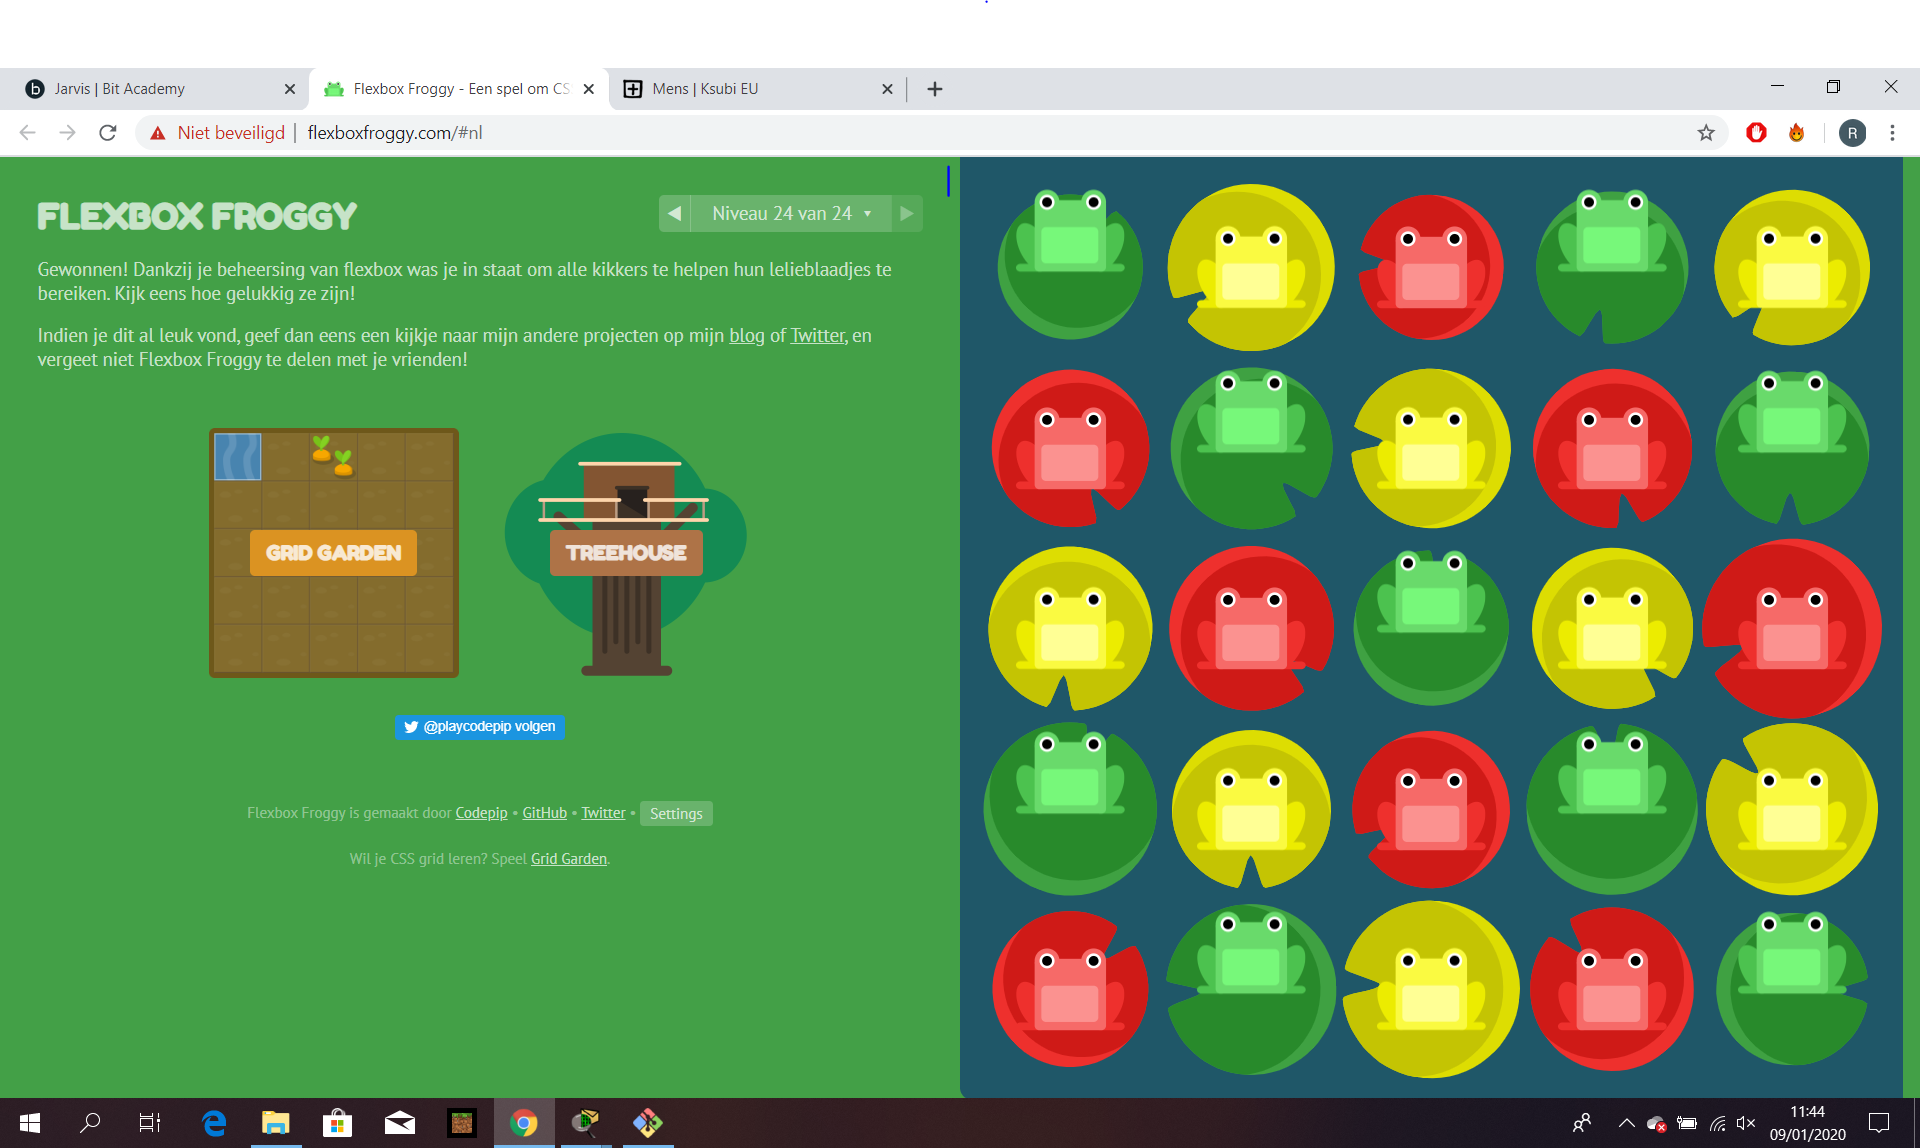 Jarvis | Bit Academy
Flexbox Froggy - Een spel om CS
Mens | Ksubi EU
Niet beveiligd
flexboxfroggy.com/#nl
R
FLEXBOX FROGGY
Niveau 24 van 24
Gewonnen! Dankzij je beheersing van flexbox was je in staat om alle kikkers te helpen hun lelieblaadjes te
bereiken. Kijk eens hoe gelukkig ze zijn!
Indien je dit al leuk vond, geef dan eens een kijkje naar mijn andere projecten op mijn blog of Twitter, en
vergeet niet Flexbox Froggy te delen met je vrienden!
GRID GARDEN
TREEHOUSE
@playcodepip volgen
Flexbox Froggy is gemaakt door Codepip • GitHub • Twitter • Settings
Wil je CSS grid leren? Speel Grid Garden.
11:44
09/01/2020